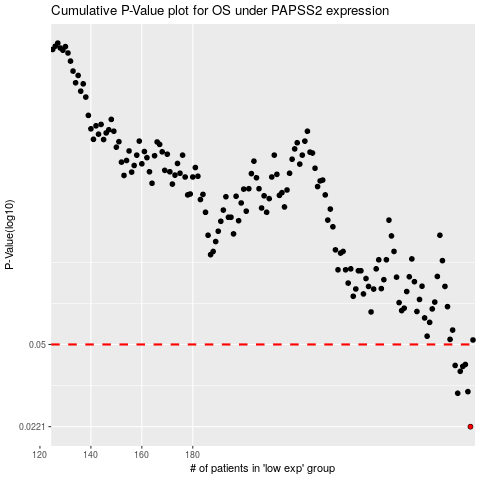 Cumulative P-Value plot for OS under PAPSS2 expression
P-Value(log10)
0.05
0.0221
120 140 160 180
# of patients in 'low exp' group